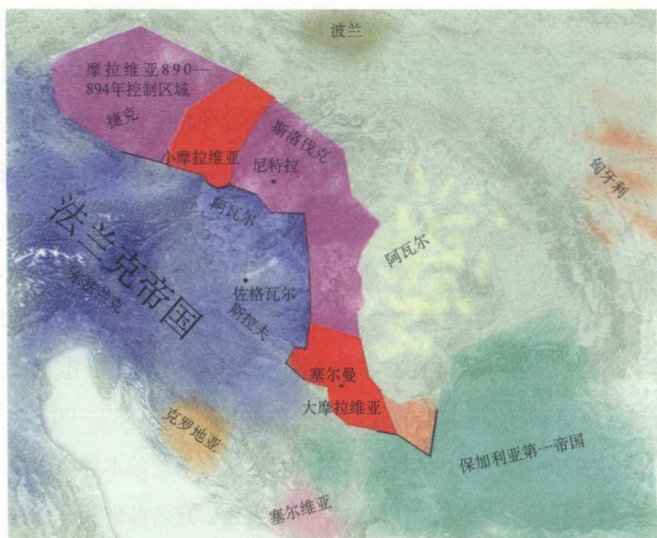 波兰
摩拉维亚890—
894年控制区域
捷克
小摩拉维亚
斯洛伐克
尼特拉
匈牙利
阿瓦尔
阿瓦尔
法兰克帝国
东法兰克
佐格瓦尔
斯拉夫
塞尔曼
大摩拉维亚
克罗地亚
保加利亚第一帝国
塞尔维亚